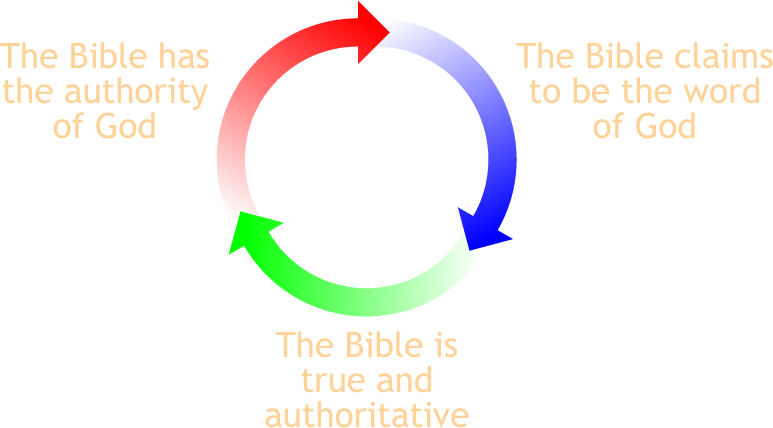 The Bible has
the authority
of God
The Bible claims
to be the word
of God
The Bible is
true and
authoritative